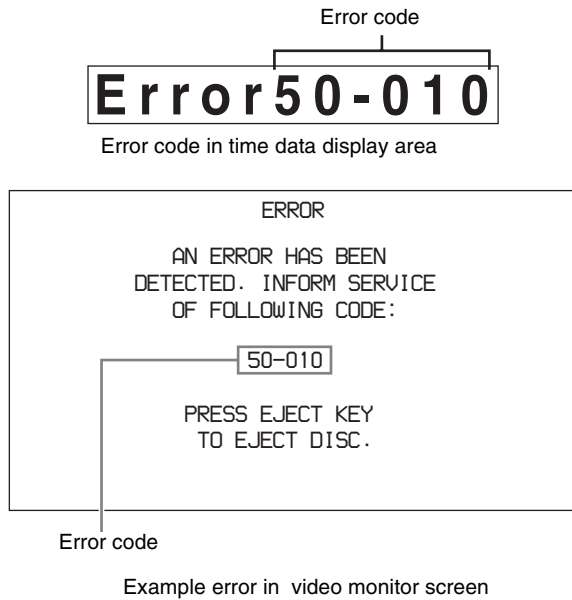 Error code
Error50-010
Error code in time data display area
ERROR
AN ERROR HAS BEEN
DETECTED. INFORM SERVICE
OF FOLLOWING CODE:
50-010
PRESS EJECT KEY
TO EJECT DISC.
Error code
Example error in video monitor screen